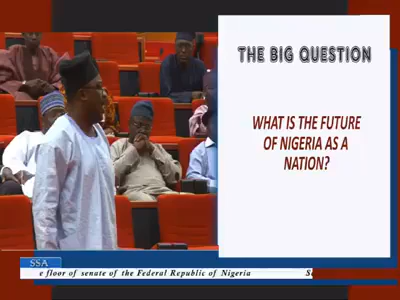 THE BIG QUESTION
WHAT IS THE FUTURE
OF NIGERIA AS A
NATION?
SSA
e floor of senate of the Federal Republic of Nigeria